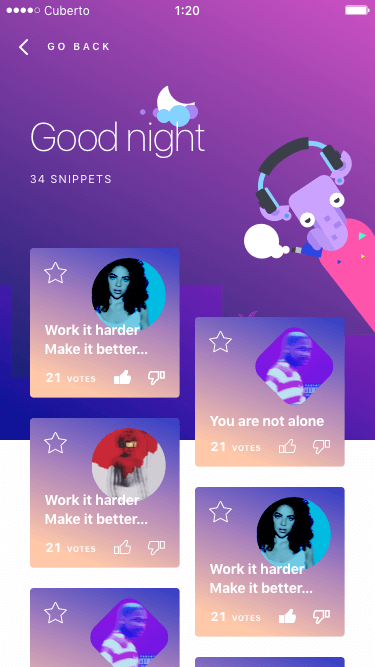 Cuberto
1:20
GO BACK
Good night
34 SNIPPETS
Work it harder
Make it better...
21 VOTES
You are not alone
21 VOTES
Work it harder
Make it better...
21 VOTES
Work it harder
Make it better...
21 VOTES